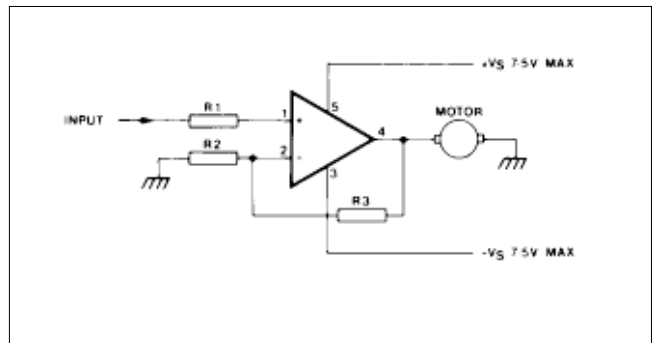 +VS 7·5V MAX
5
MOTOR
R1
INPUT
1
+
4
R2
2
-
3
R3
-VS 7·5V MAX